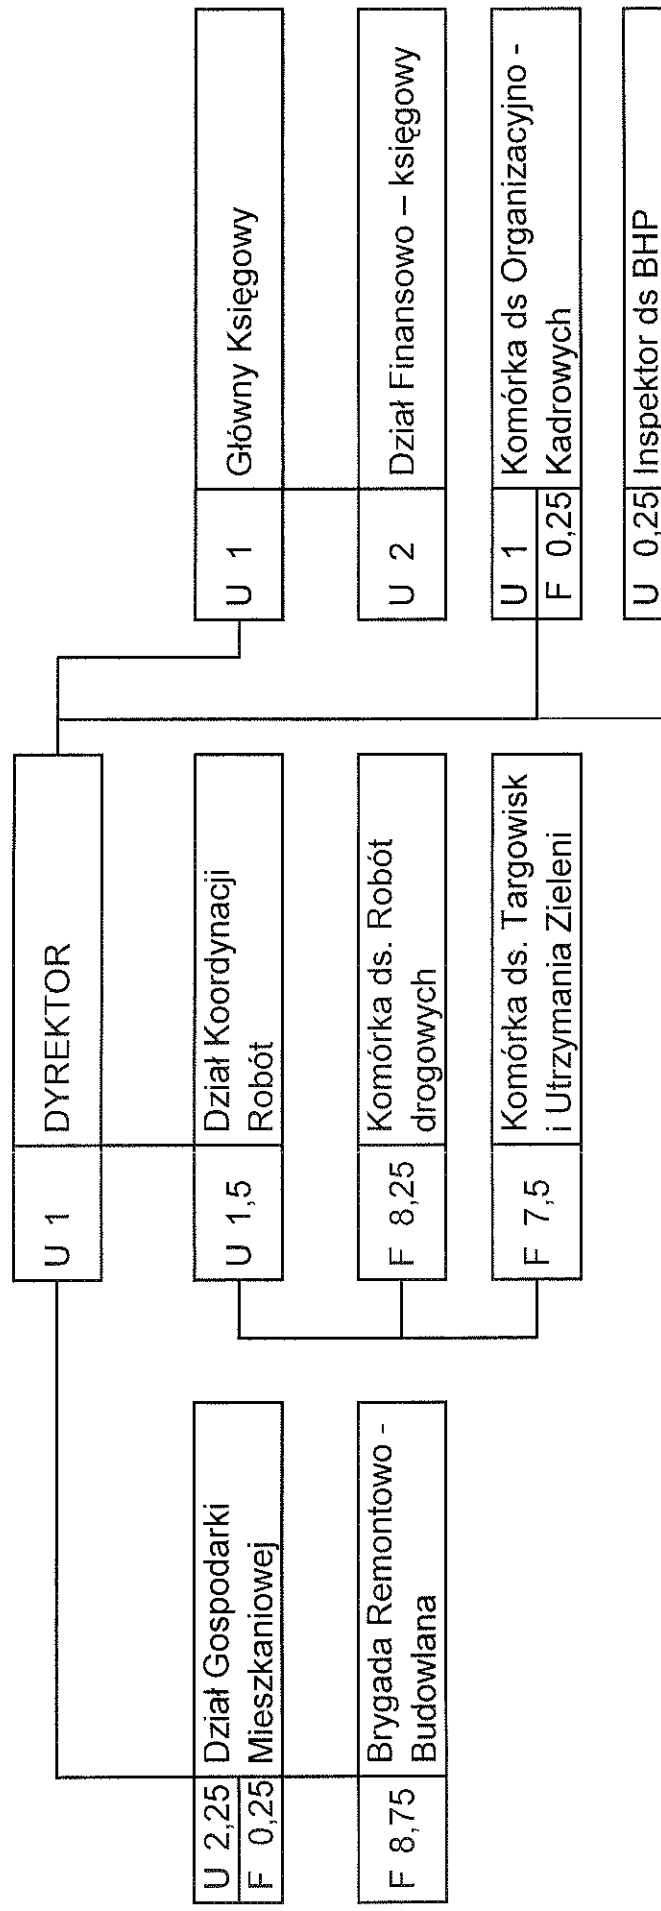 U 1
DYREKTOR
U 2,25
F 0,25
Dział Gospodarki
Mieszkaniowej
F 8,75
Brygada Remontowo -
Budowlana
U 1,5
Dział Koordynacji
Robót
F 8,25
Komórka ds. Robót
drogowych
F 7,5
Komórka ds. Targowisk
i Utrzymania Zieleni
U 1
Główny Księgowy
U 2
Dział Finansowo – księgowy
U 1
F 0,25
Komórka ds Organizacyjno -
Kadrowych
U 0,25
Inspektor ds BHP